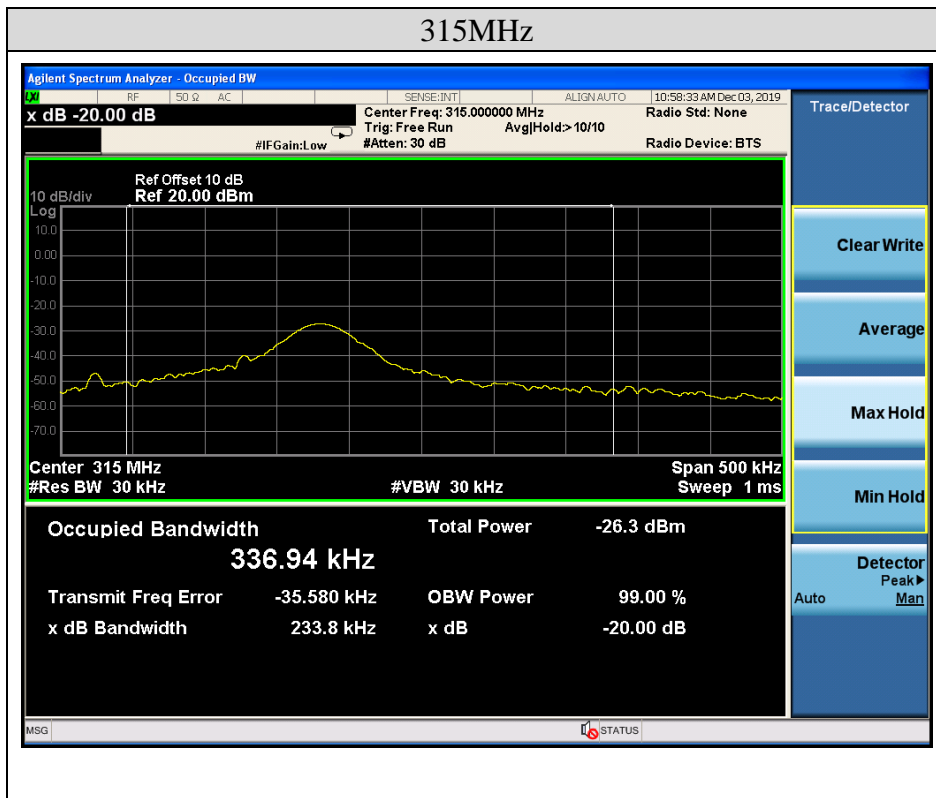 315MHz
Agilent Spectrum Analyzer - Occupied BW
LXI RF 50 Ω AC SENSE:INT ALIGN AUTO 10:58:33 AM Dec 03, 2019
x dB -20.00 dB
Center Freq: 315.000000 MHz
Radio Std: None
Trig: Free Run Avg|Hold:> 10/10
#IFGain:Low #Atten: 30 dB Radio Device: BTS
Trace/Detector
Ref Offset 10 dB
10 dB/div Ref 20.00 dBm
Log
10.0
0.00
-10.0
-20.0
-30.0
-40.0
-50.0
-60.0
-70.0
Center 315 MHz Span 500 kHz
#Res BW 30 kHz #VBW 30 kHz Sweep 1 ms
Occupied Bandwidth Total Power -26.3 dBm
336.94 kHz
Transmit Freq Error -35.580 kHz OBW Power 99.00 %
x dB Bandwidth 233.8 kHz x dB -20.00 dB
Clear Write
Average
Max Hold
Min Hold
Detector
Peak▶
Auto Man
MSG STATUS